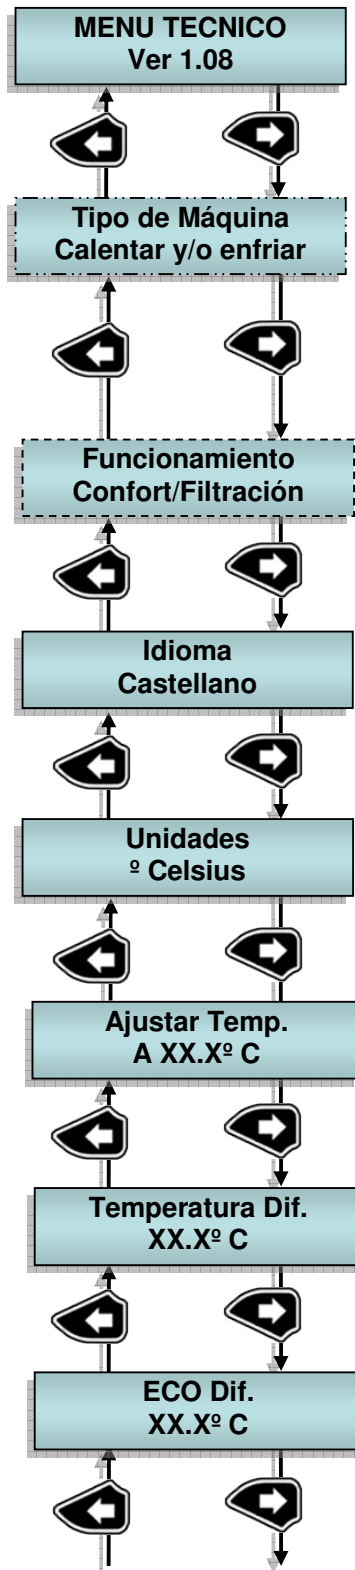 MENU TECNICO
Ver 1.08
Tipo de Máquina
Calentar y/o enfriar
Funcionamiento
Confort/Filtración
Idioma
Castellano
Unidades
º Celsius
Ajustar Temp.
A XX.Xº C
Temperatura Dif.
XX.Xº C
ECO Dif.
XX.Xº C